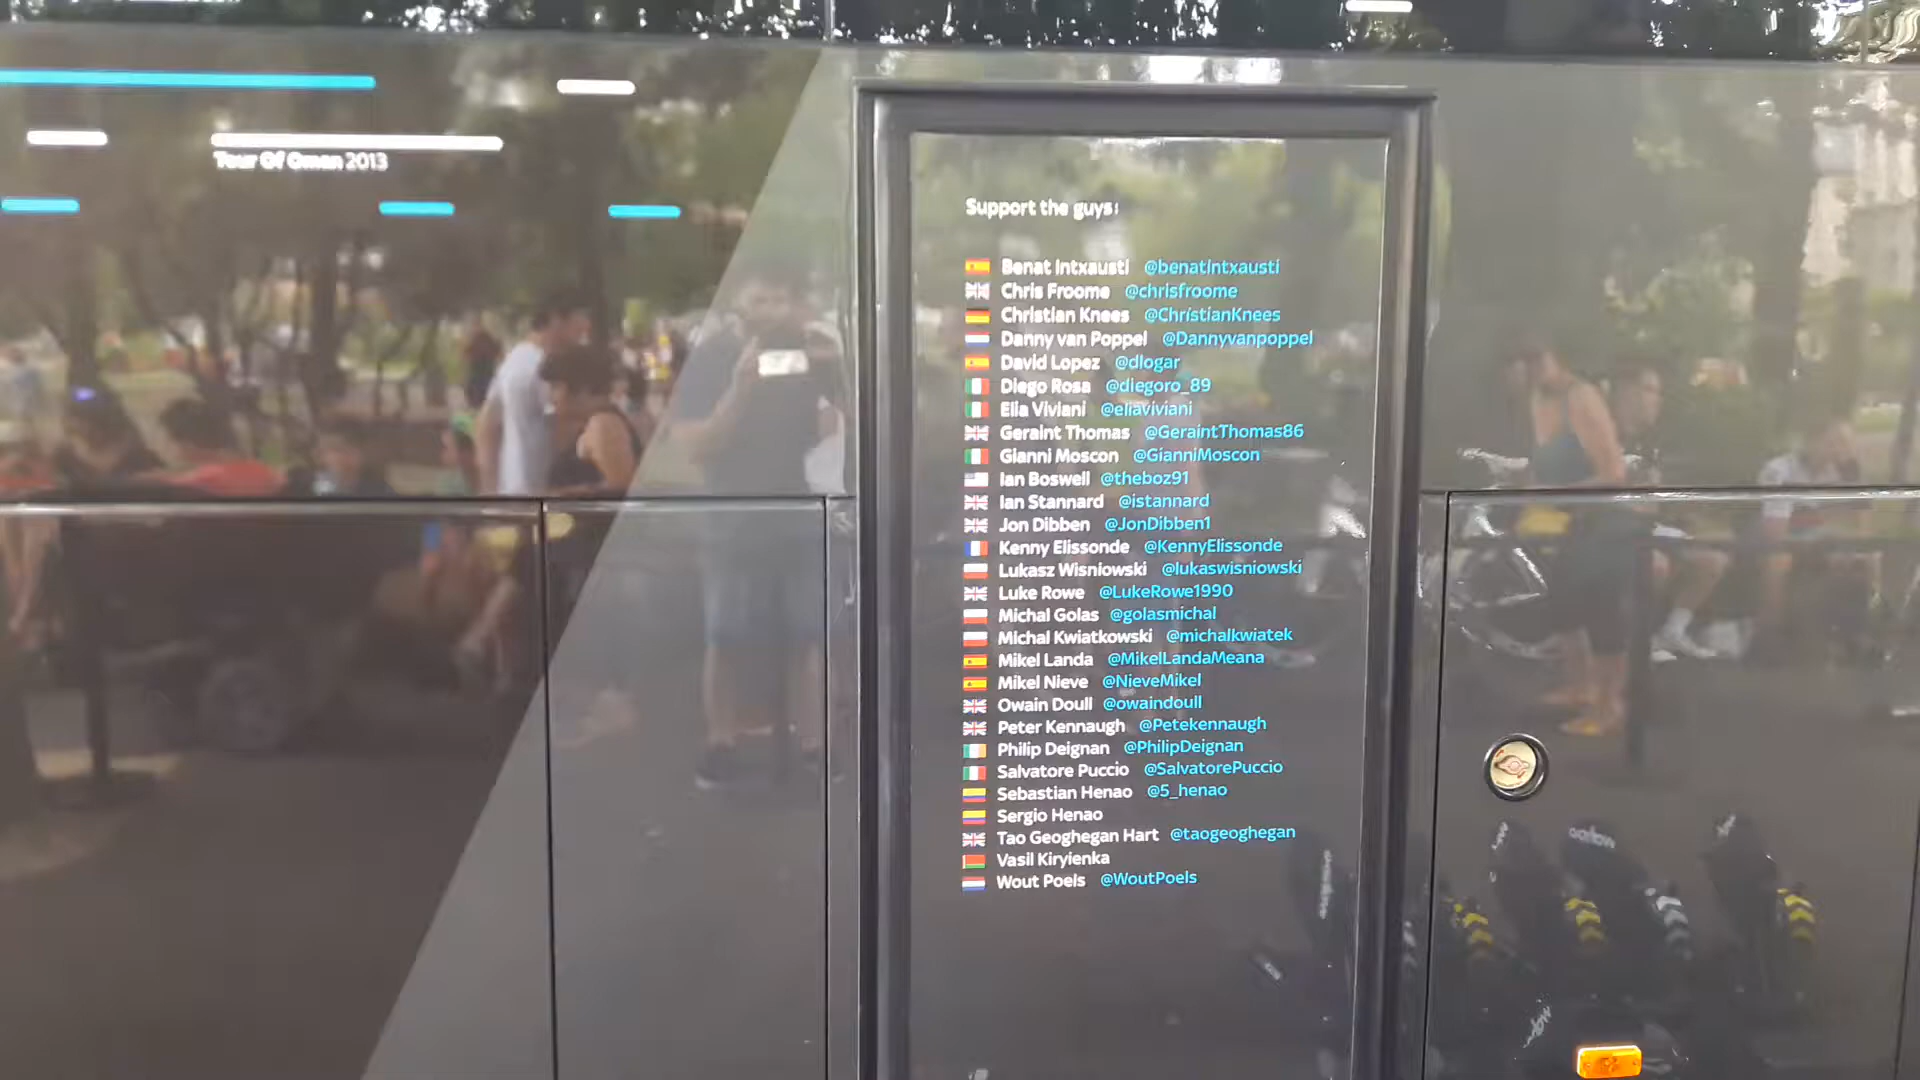 Tour Of Oman 2013
Support the guys:
Benat Intxausti @benatintxausti
Chris Froome @chrisfroome
Christian Knees @ChristianKnees
Danny van Poppel @Dannyvanpoppel
David Lopez @dlogar
Diego Rosa @diegoro_89
Elia Viviani @eliaviviani
Geraint Thomas @GeraintThomas86
Gianni Moscon @GianniMoscon
Ian Boswell @theboz91
Ian Stannard @istannard
Jon Dibben @JonDibben1
Kenny Elissonde @KennyElissonde
Lukasz Wisniowski @lukaswisniowski
Luke Rowe @LukeRowe1990
Michal Golas @golasmichal
Michal Kwiatkowski @michalkwiatek
Mikel Landa @MikelLandaMeana
Mikel Nieve @NieveMikel
Owain Doull @owaindoull
Peter Kennaugh @Petekennaugh
Philip Deignan @PhilipDeignan
Salvatore Puccio @SalvatorePuccio
Sebastian Henao @5_henao
Sergio Henao
Tao Geoghegan Hart @taogeoghegan
Vasil Kiryienka
Wout Poels @WoutPoels